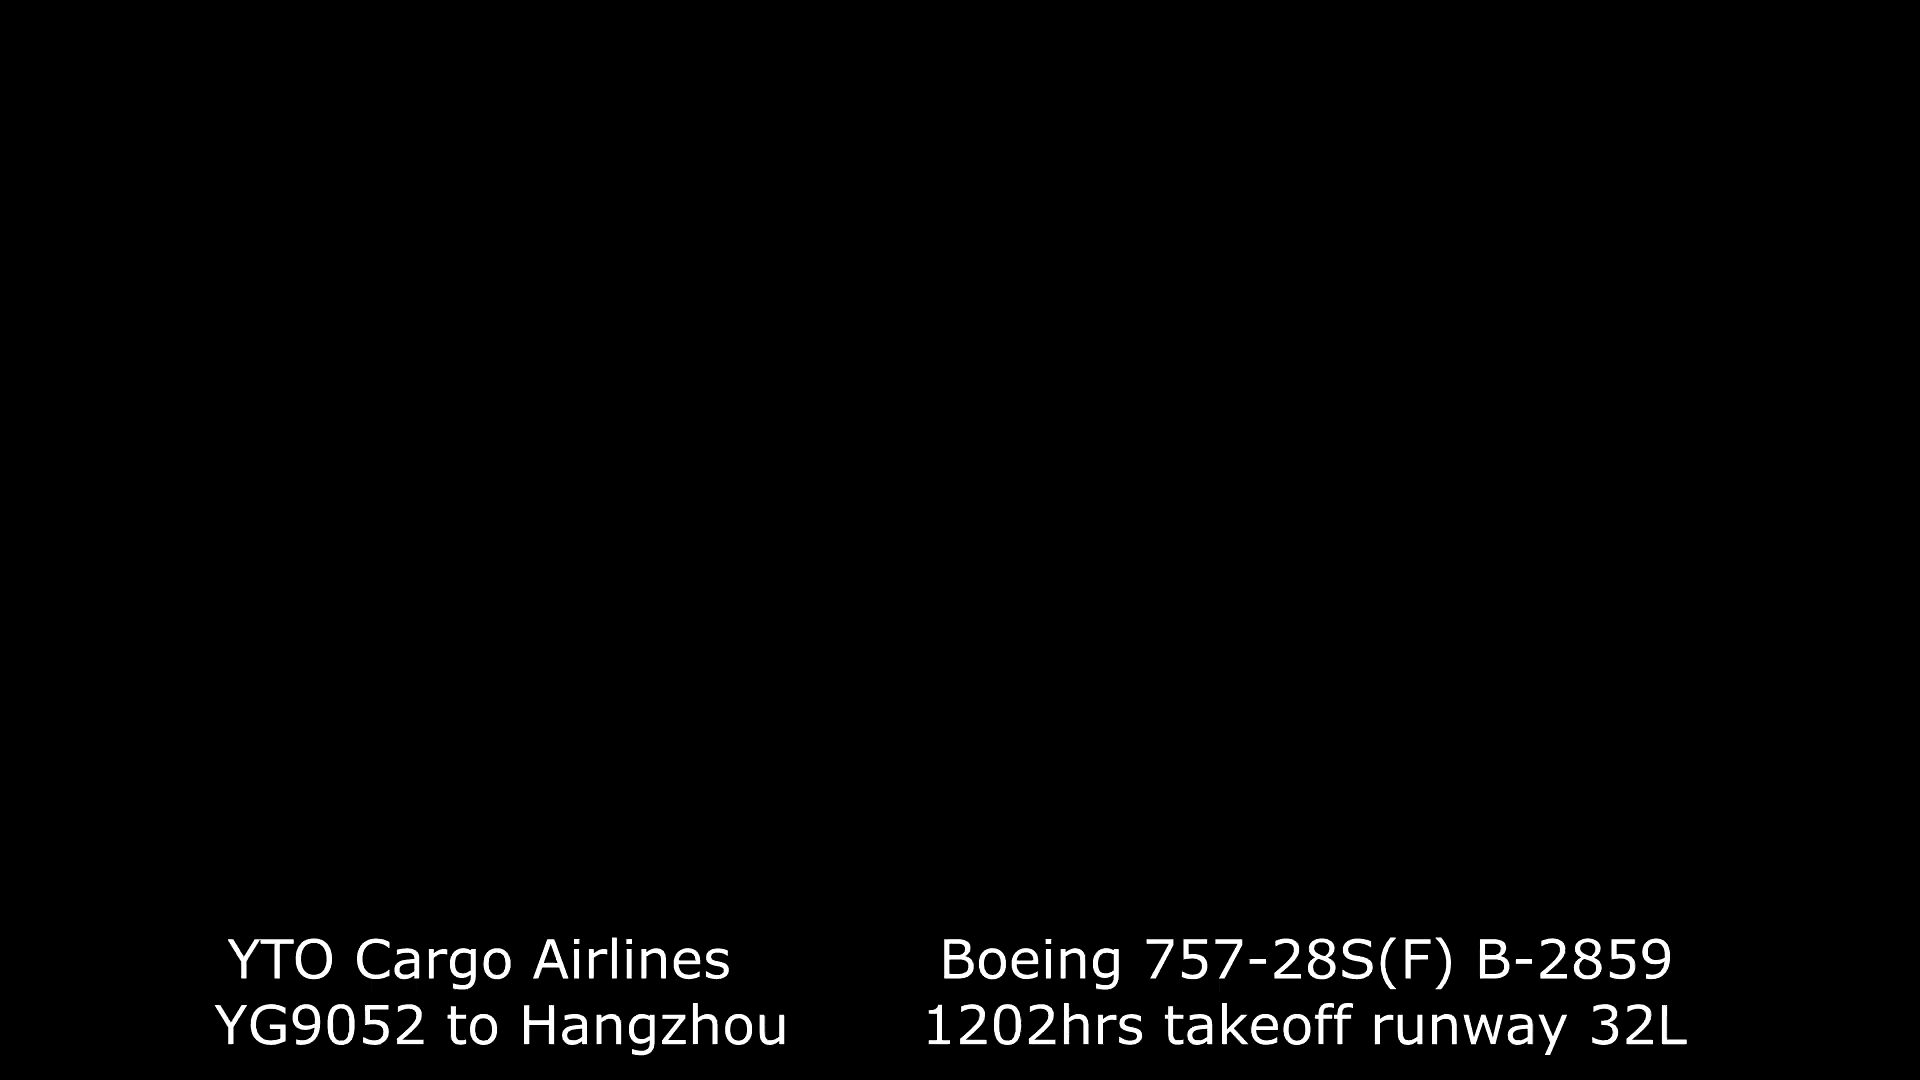 YTO Cargo Airlines Boeing 757-28S(F) B-2859
YG9052 to Hangzhou 1202hrs takeoff runway 32L